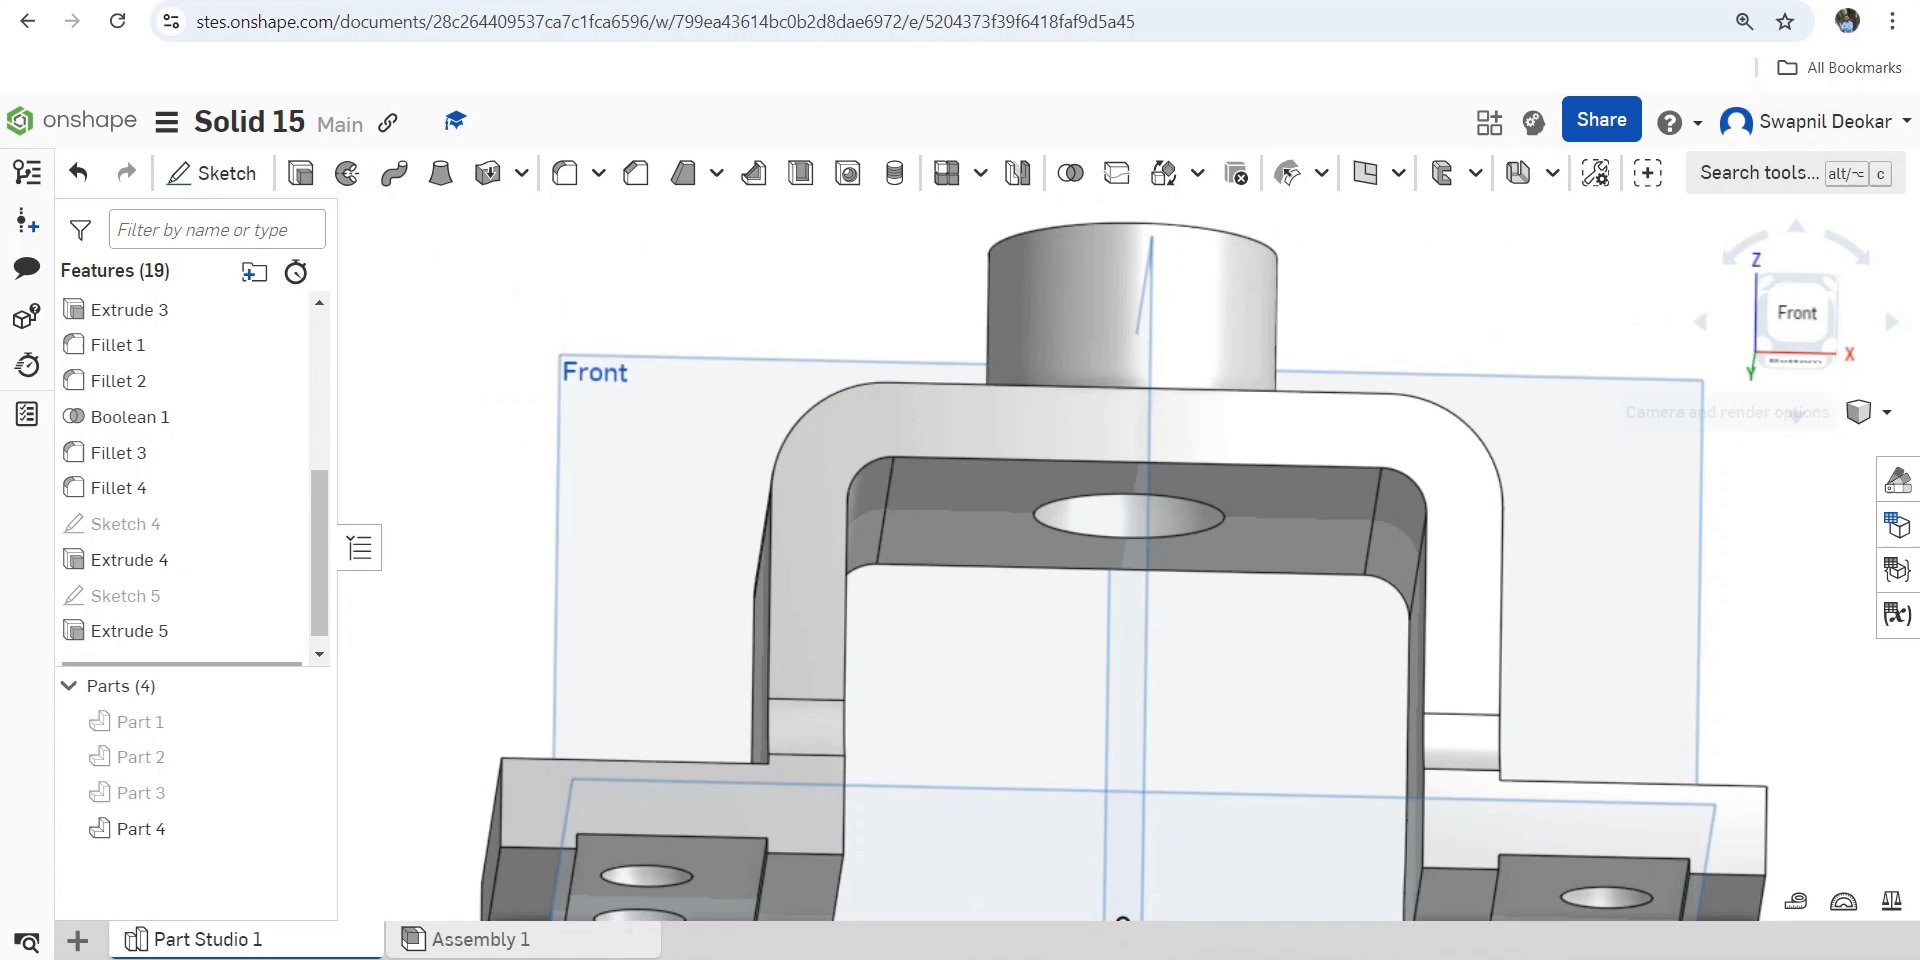 stes.onshape.com/documents/28c264409537ca7c1fca6596/w/799ea43614bc0b2d8dae6972/e/5204373f39f6418faf9d5a45
All Bookmarks
onshape Solid 15 Main Share Swapnil Deokar
Sketch Search tools... alt/⌥ c
Filter by name or type
Features (19)
Extrude 3
Fillet 1
Fillet 2
Boolean 1
Fillet 3
Fillet 4
Sketch 4
Extrude 4
Sketch 5
Extrude 5
Parts (4)
Part 1
Part 2
Part 3
Part 4
Front
Z
Front
X
Bottom
Y
Camera and render options
(x)
Part Studio 1
Assembly 1